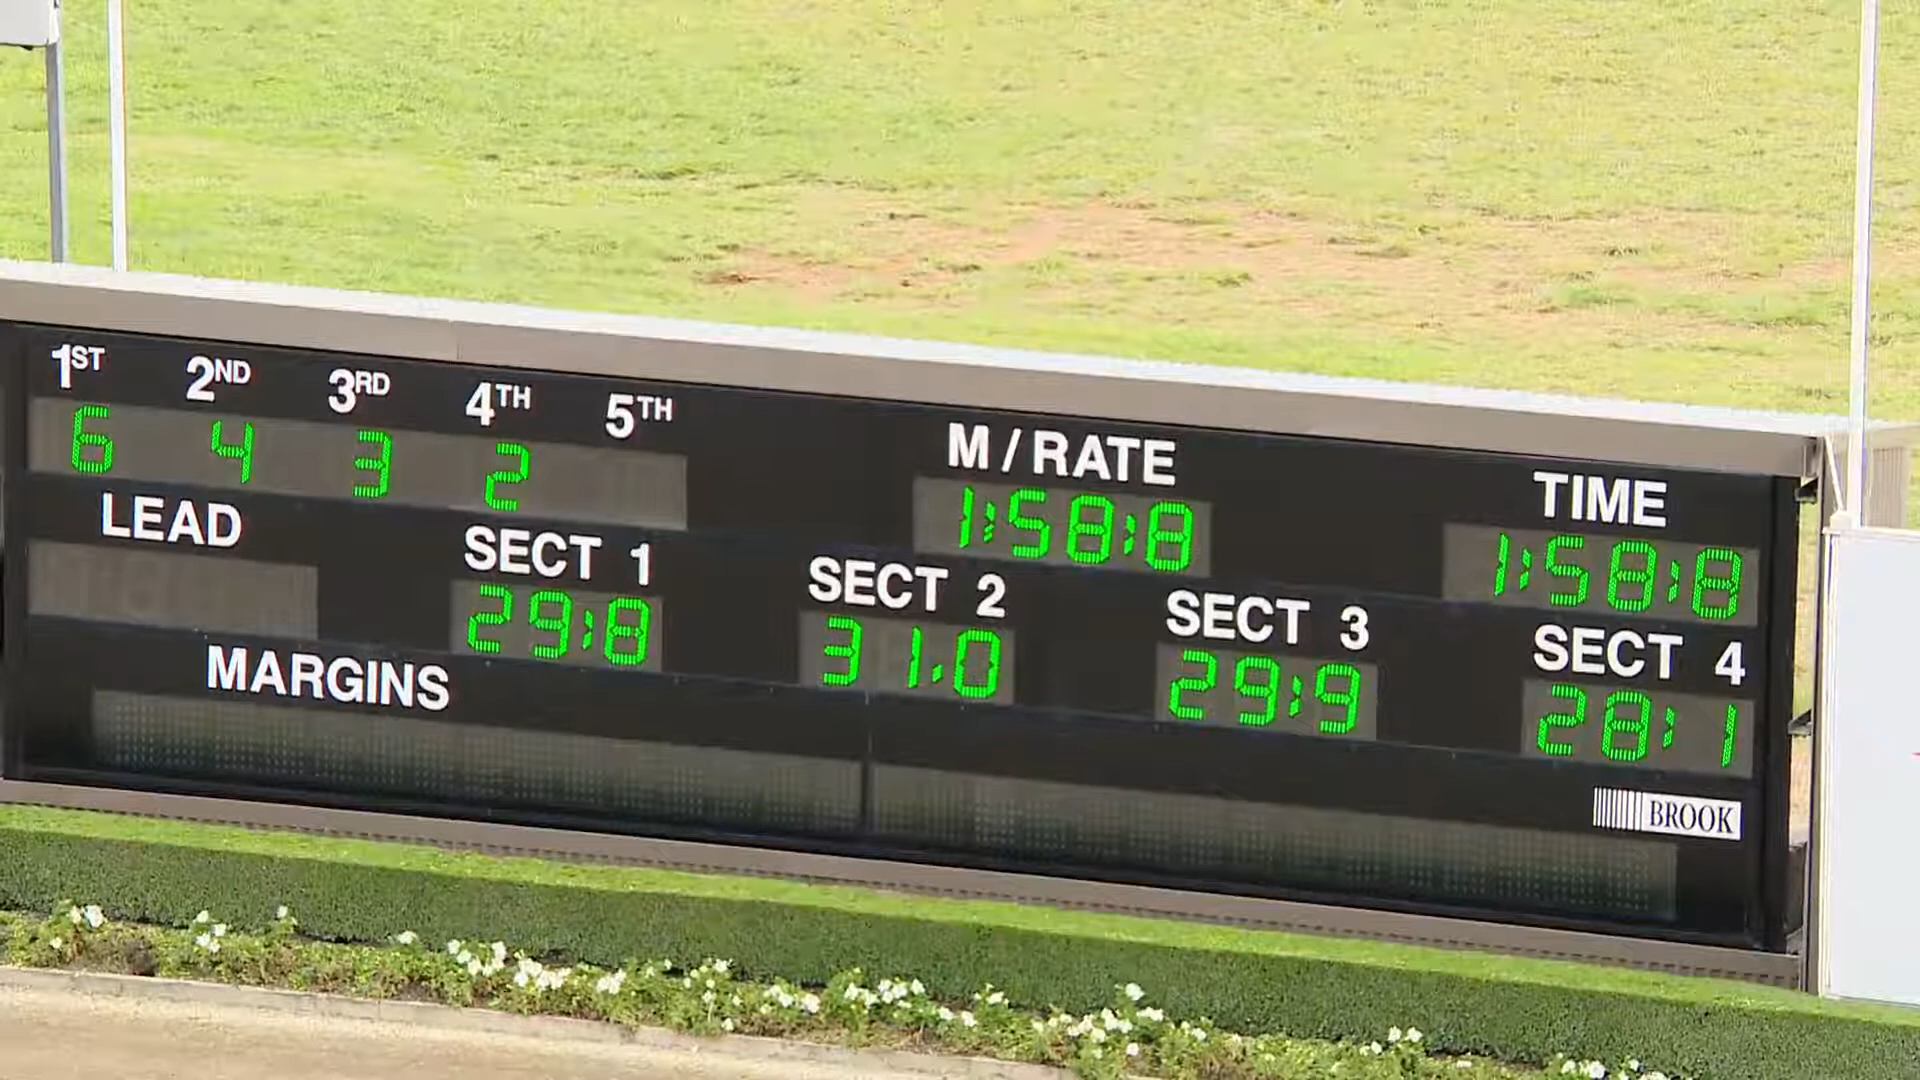 1ST 2ND 3RD 4TH 5TH
6 4 3 2
M/RATE
1:58:8
TIME
1:58:8
LEAD
SECT 1
29:8
SECT 2
31.0
SECT 3
29:9
SECT 4
28:1
MARGINS
BROOK